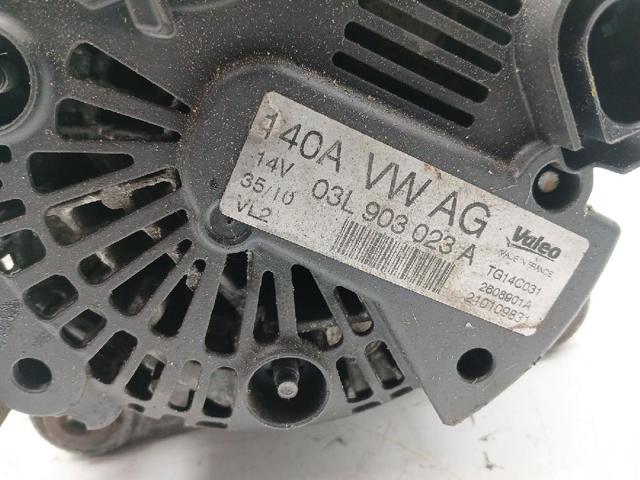 140A VW AG
14V 03L 903 023 A
35/10
VL2
Valeo
MADE IN FRANCE
TG14C031
2608901A
210109831